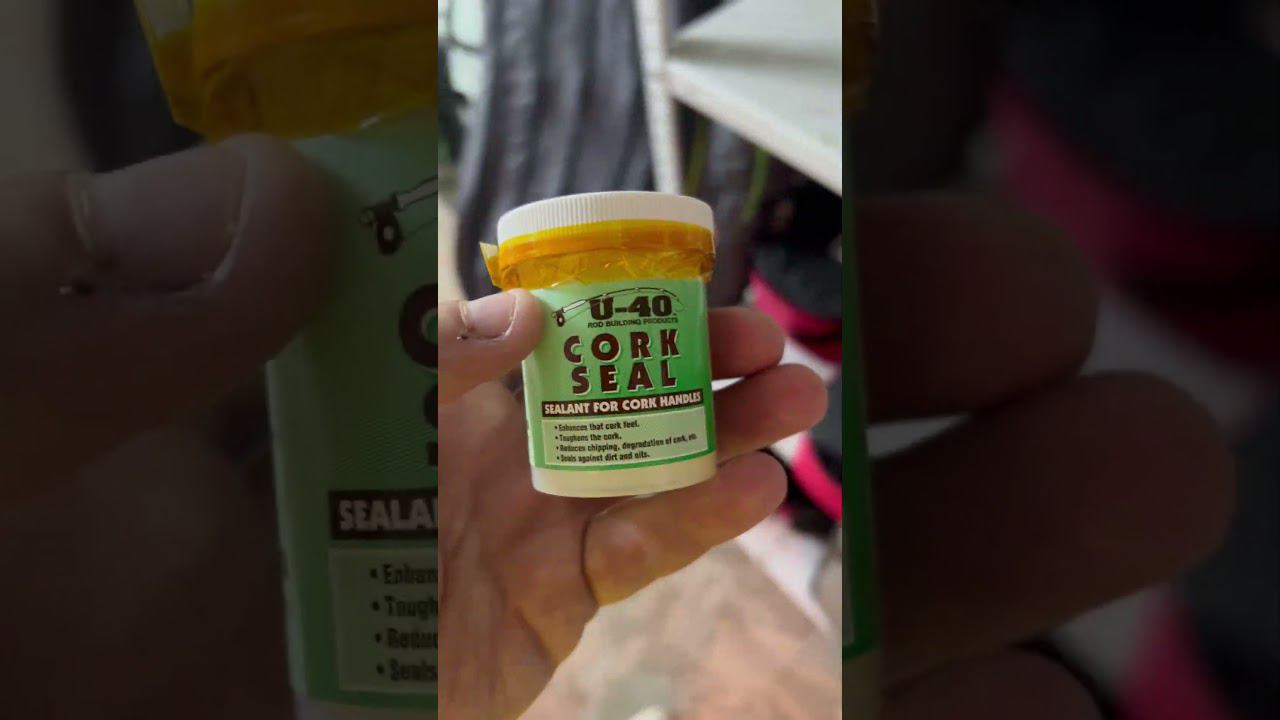 U-40
ROD BUILDING PRODUCTS
CORK
SEAL
SEALANT FOR CORK HANDLES
• Enhances that cork feel.
• Toughens the cork.
• Reduces chipping, degradation of cork, etc.
• Seals against dirt and oils.